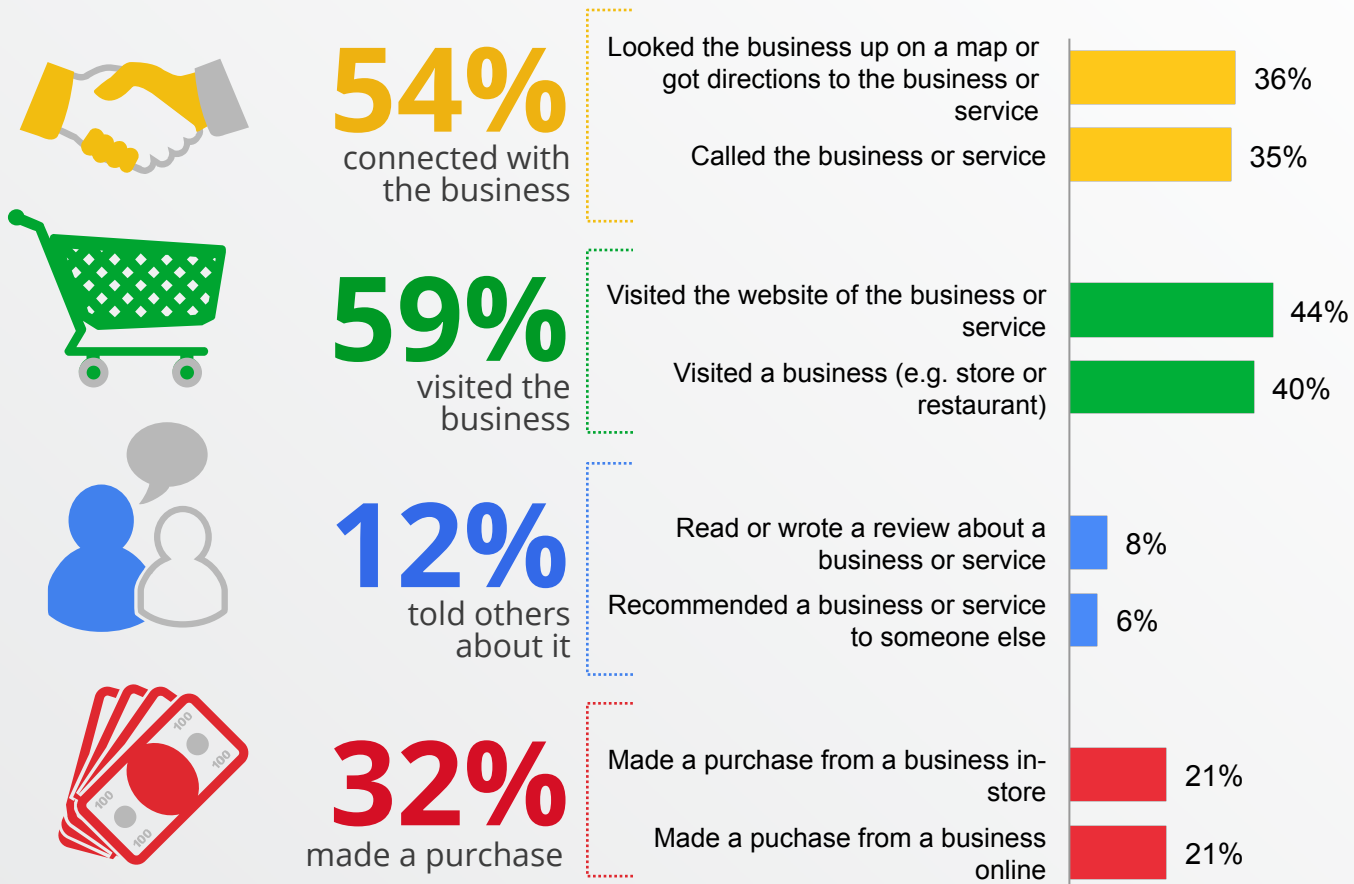 54%
connected with
the business
Looked the business up on a map or
got directions to the business or
service
36%
Called the business or service
35%
59%
visited the
business
Visited the website of the business or
service
44%
Visited a business (e.g. store or
restaurant)
40%
12%
told others
about it
Read or wrote a review about a
business or service
8%
Recommended a business or service
to someone else
6%
100
100
100
100
32%
made a purchase
Made a purchase from a business in-
store
21%
Made a puchase from a business
online
21%